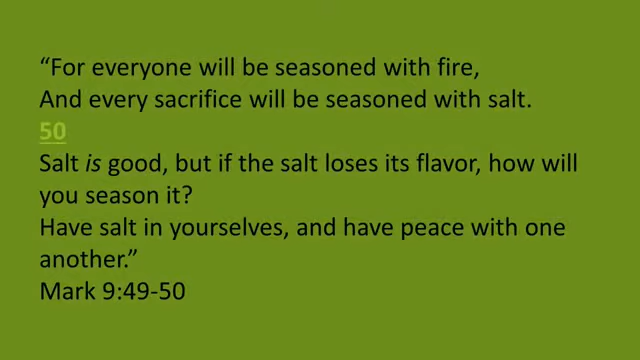 “For everyone will be seasoned with fire,
And every sacrifice will be seasoned with salt.
50
Salt is good, but if the salt loses its flavor, how will
you season it?
Have salt in yourselves, and have peace with one
another.”
Mark 9:49-50